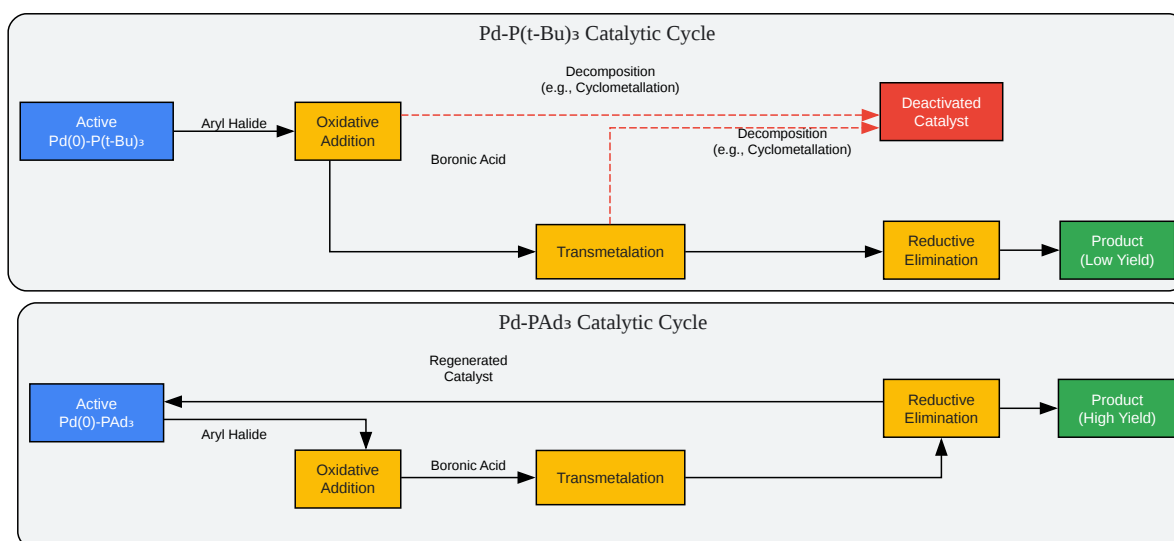 Pd-P(t-Bu)₃ Catalytic Cycle
Decomposition
(e.g., Cyclometallation)
Active
Pd(0)-P(t-Bu)₃
Aryl Halide
Oxidative
Addition
Deactivated
Catalyst
Decomposition
(e.g., Cyclometallation)
Boronic Acid
Transmetalation
Reductive
Elimination
Product
(Low Yield)
Pd-PAd₃ Catalytic Cycle
Regenerated
Catalyst
Active
Pd(0)-PAd₃
Aryl Halide
Reductive
Elimination
Product
(High Yield)
Oxidative
Addition
Boronic Acid
Transmetalation